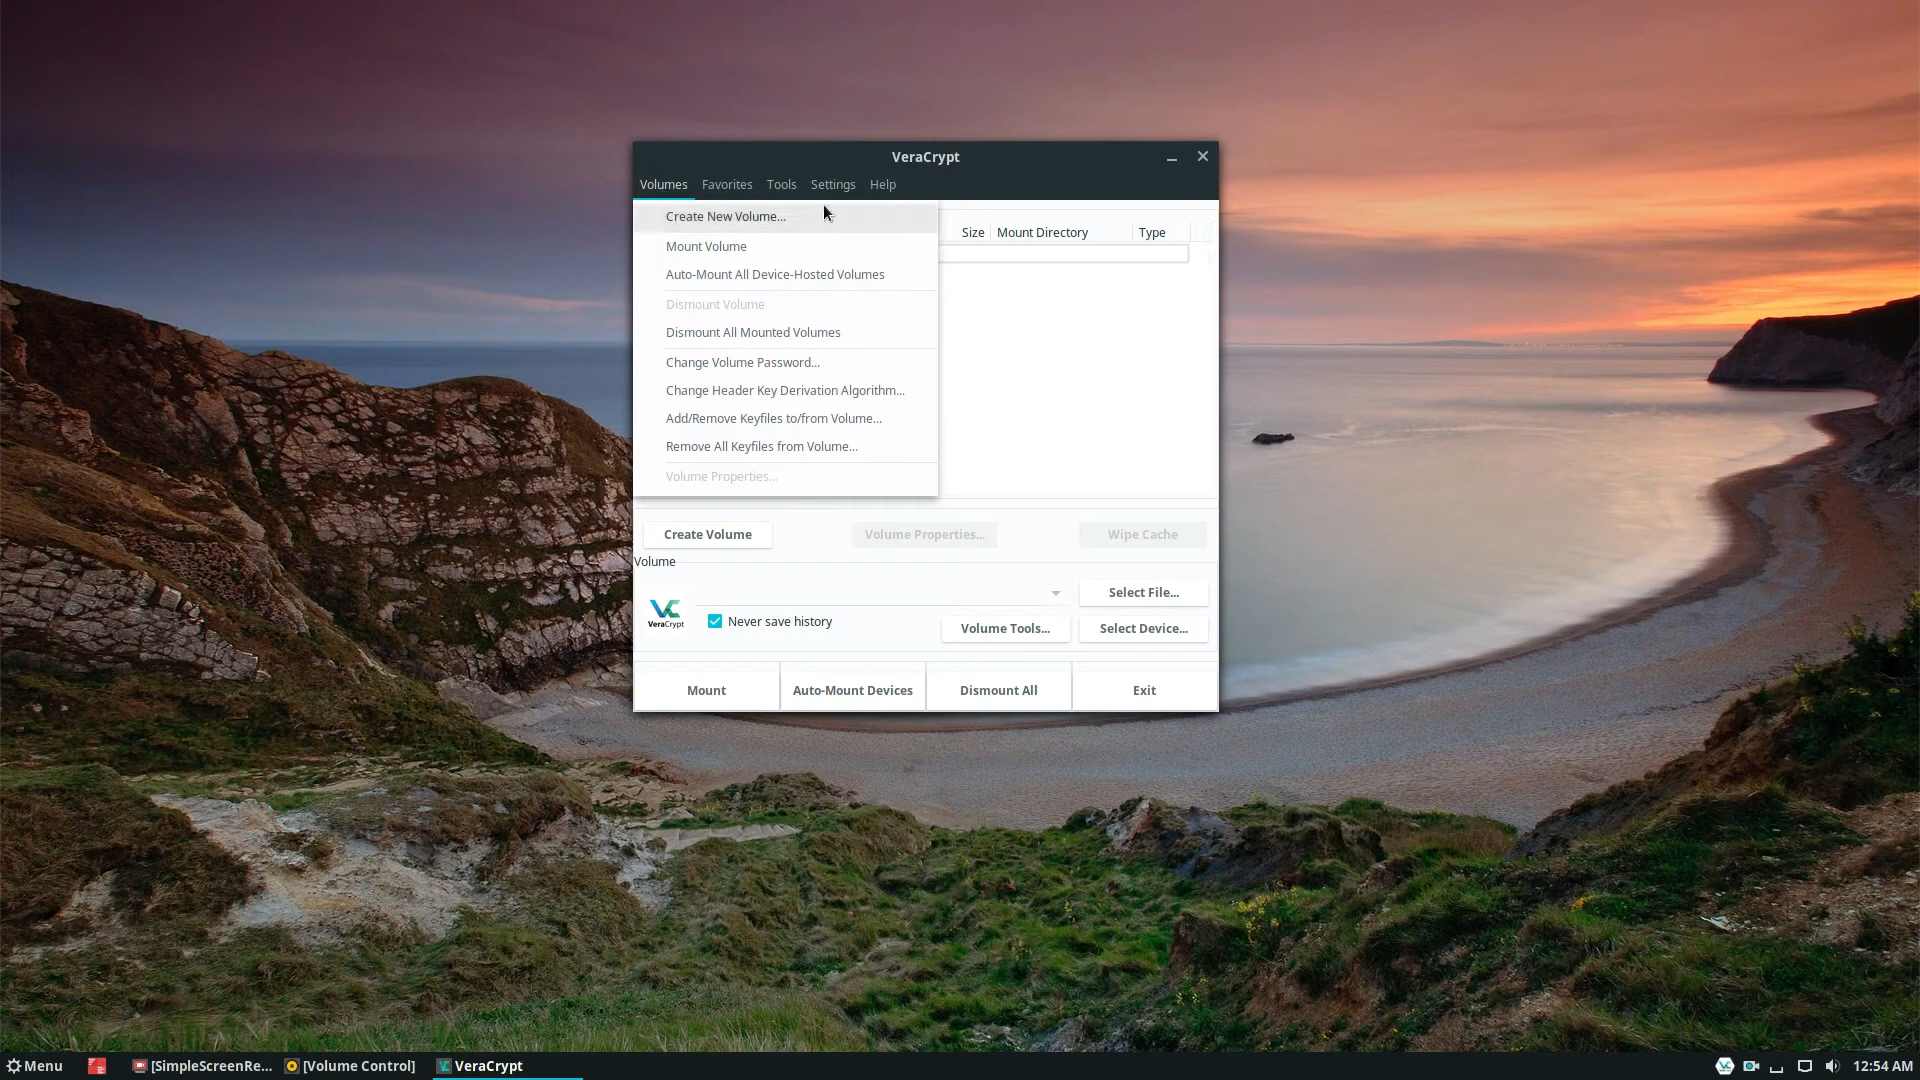 VeraCrypt
Volumes Favorites Tools Settings Help
Create New Volume...
Size Mount Directory Type
Mount Volume
Auto-Mount All Device-Hosted Volumes
Dismount Volume
Dismount All Mounted Volumes
Change Volume Password...
Change Header Key Derivation Algorithm...
Add/Remove Keyfiles to/from Volume...
Remove All Keyfiles from Volume...
Volume Properties...
Create Volume Volume Properties... Wipe Cache
Volume
Select File...
VeraCrypt
Never save history
Volume Tools... Select Device...
Mount Auto-Mount Devices Dismount All Exit
Menu [SimpleScreenRe... [Volume Control] VeraCrypt 12:54 AM